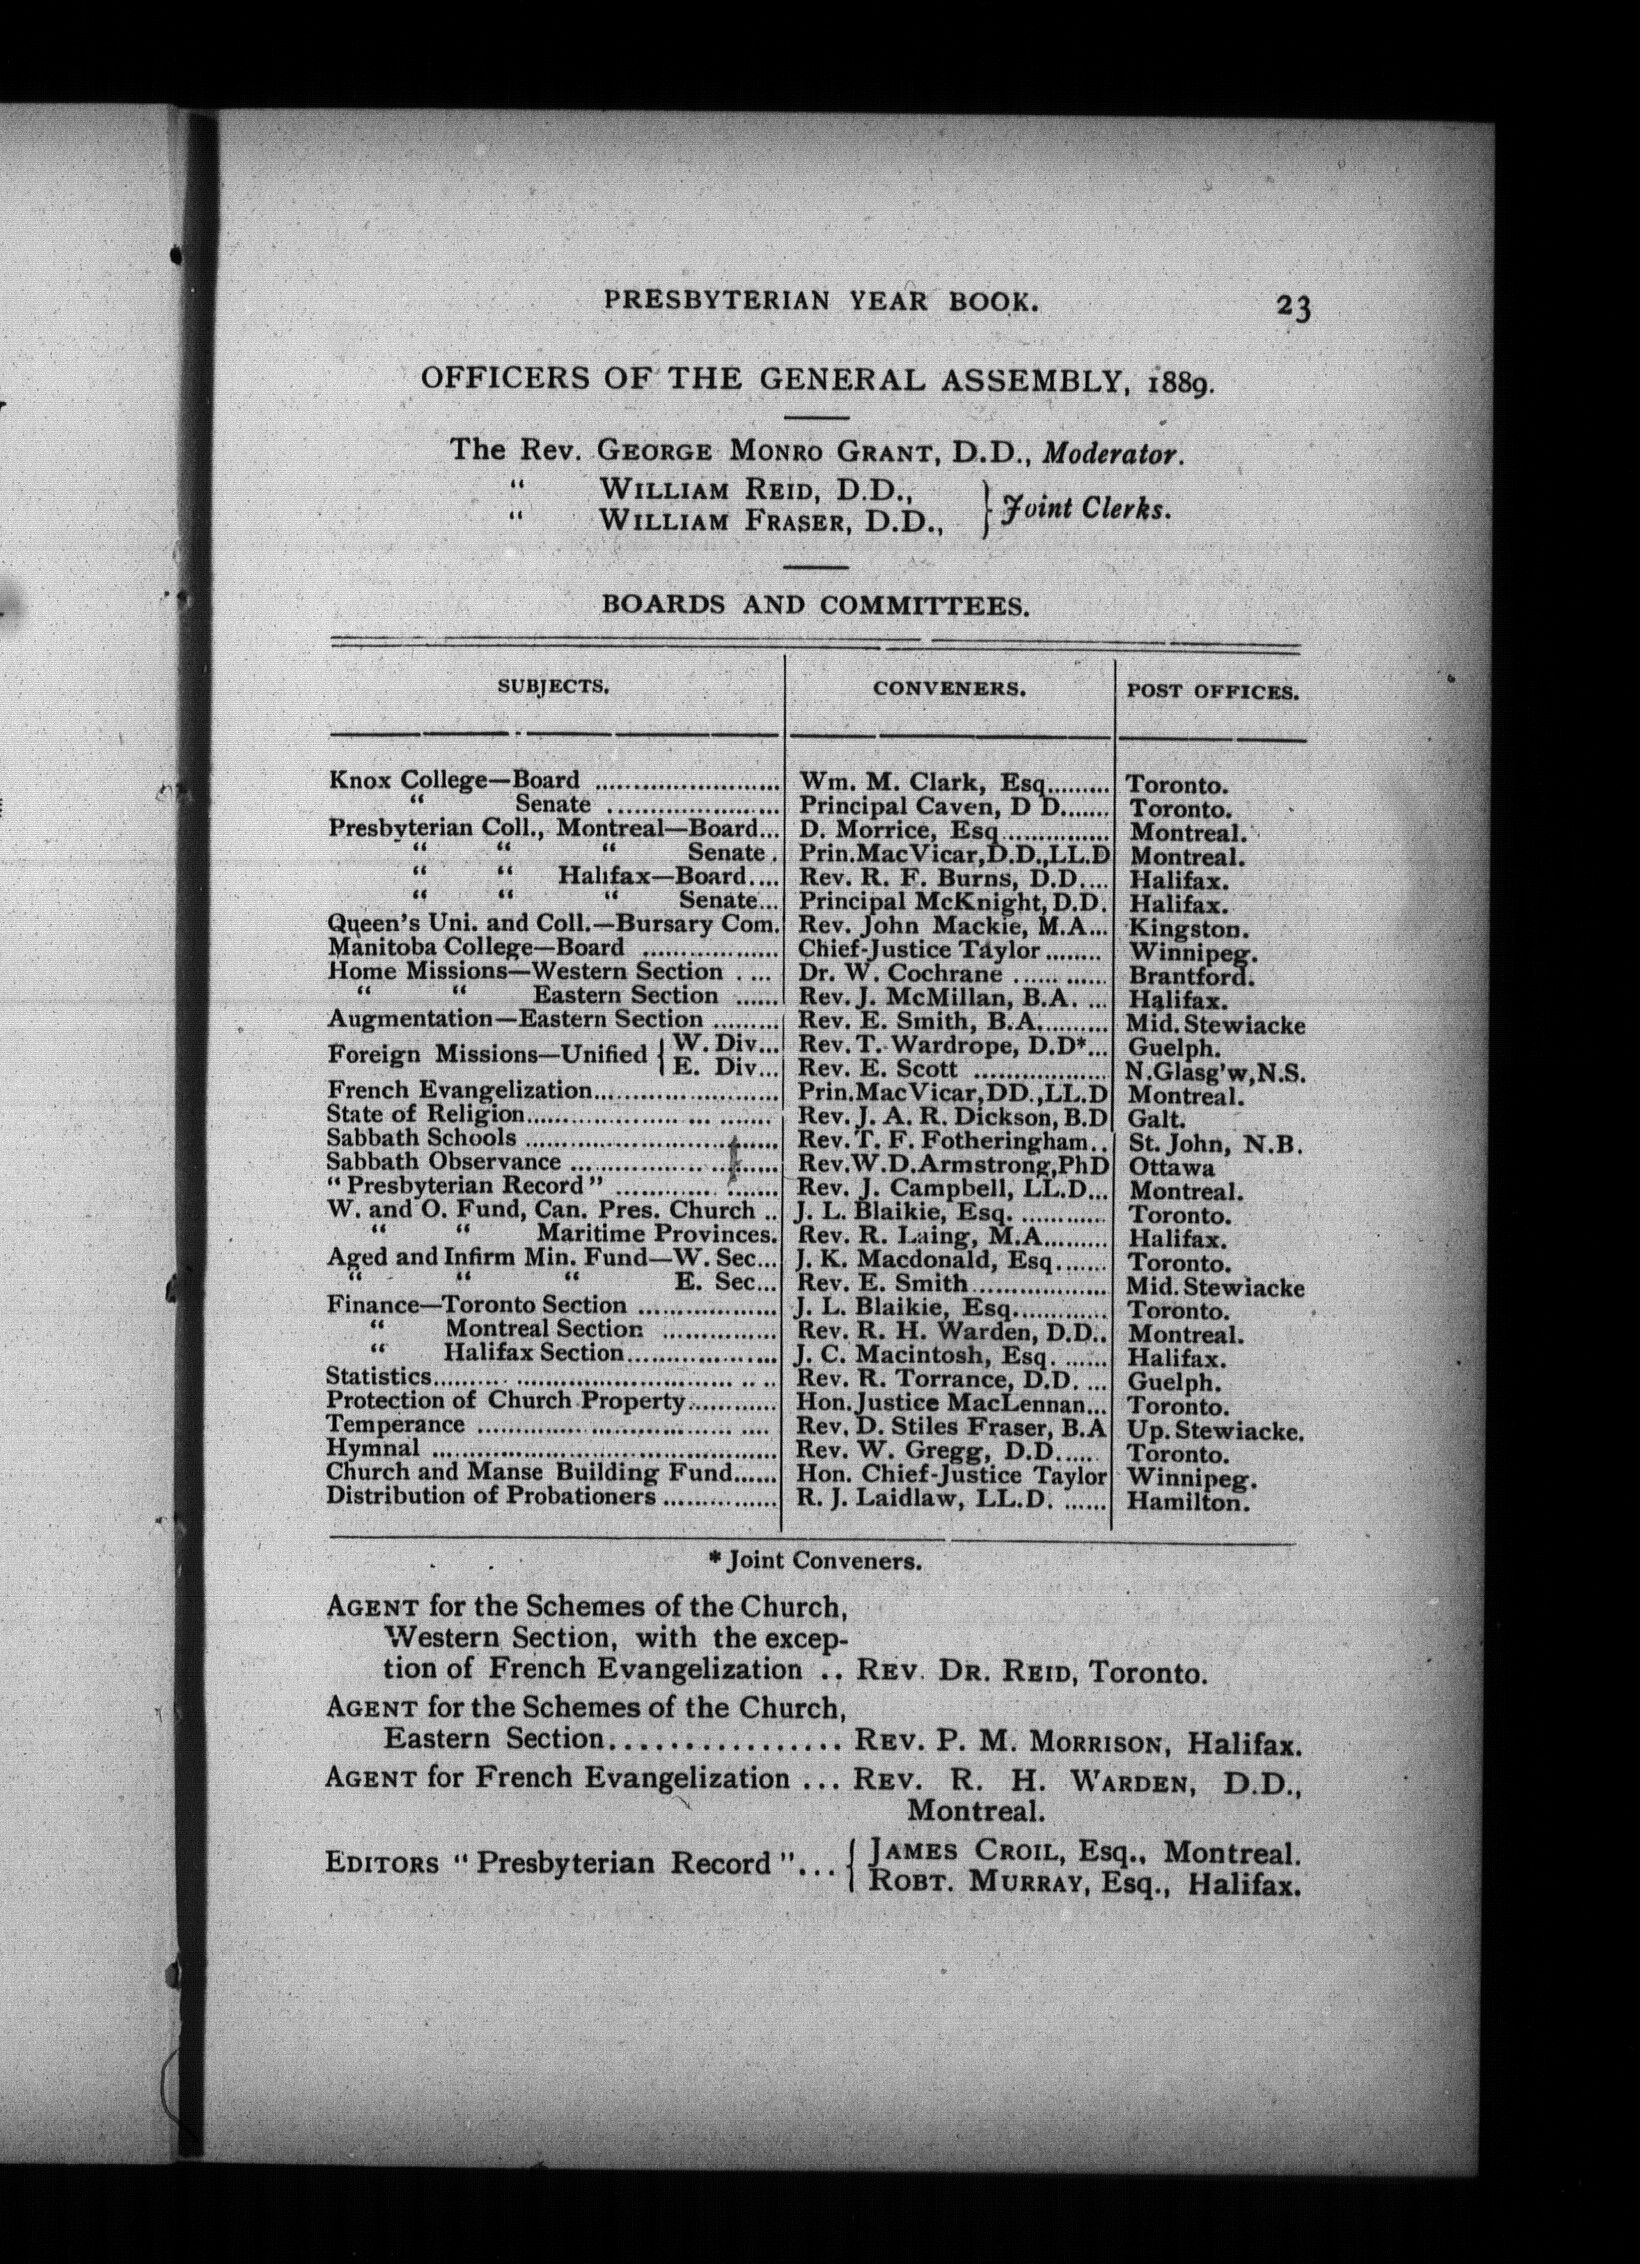 PRESBYTERIAN YEAR BOOK. 23
OFFICERS OF THE GENERAL ASSEMBLY, 1889.
The Rev. GEORGE MONRO GRANT, D.D., Moderator.
“ WILLIAM REID, D.D.,
“ WILLIAM FRASER, D.D., } Joint Clerks.
BOARDS AND COMMITTEES.
SUBJECTS. CONVENERS. POST OFFICES.
Knox College—Board ........................ Wm. M. Clark, Esq......... Toronto.
“ Senate ...................... Principal Caven, D D....... Toronto.
Presbyterian Coll., Montreal—Board... D. Morrice, Esq............... Montreal.
“ “ “ Senate . Prin.MacVicar,D.D.,LL.D Montreal.
“ “ Halifax—Board.... Rev. R. F. Burns, D.D.... Halifax.
“ “ “ Senate... Principal McKnight, D.D. Halifax.
Queen's Uni. and Coll.—Bursary Com. Rev. John Mackie, M.A... Kingston.
Manitoba College—Board .................. Chief-Justice Taylor........ Winnipeg.
Home Missions—Western Section . ... Dr. W. Cochrane ............ Brantford.
“ “ Eastern Section ...... Rev. J. McMillan, B.A. ... Halifax.
Augmentation—Eastern Section ......... Rev. E. Smith, B.A.......... Mid. Stewiacke
Foreign Missions—Unified { W. Div... Rev. T. Wardrope, D.D*... Guelph.
E. Div... Rev. E. Scott ................. N.Glasg'w,N.S.
French Evangelization........................ Prin.MacVicar,DD.,LL.D Montreal.
State of Religion.................... ... ....... Rev. J. A. R. Dickson, B.D Galt.
Sabbath Schools ................................. Rev. T. F. Fotheringham.. St. John, N.B.
Sabbath Observance ........................... Rev.W.D.Armstrong,PhD Ottawa
“ Presbyterian Record” ............. ....... Rev. J. Campbell, LL.D... Montreal.
W. and O. Fund, Can. Pres. Church .. J. L. Blaikie, Esq. ............ Toronto.
“ “ Maritime Provinces. Rev. R. Laing, M.A......... Halifax.
Aged and Infirm Min. Fund—W. Sec... J. K. Macdonald, Esq....... Toronto.
“ “ “ E. Sec... Rev. E. Smith.................. Mid. Stewiacke
Finance—Toronto Section .................. J. L. Blaikie, Esq............. Toronto.
“ Montreal Section ............... Rev. R. H. Warden, D.D.. Montreal.
“ Halifax Section.................... J. C. Macintosh, Esq. ....... Halifax.
Statistics.......... ............................ .. .. Rev. R. Torrance, D.D. ... Guelph.
Protection of Church Property............ Hon. Justice MacLennan... Toronto.
Temperance ................................. .... Rev. D. Stiles Fraser, B.A Up. Stewiacke.
Hymnal ............................................. Rev. W. Gregg, D.D..... Toronto.
Church and Manse Building Fund...... Hon. Chief-Justice Taylor Winnipeg.
Distribution of Probationers ............... R. J. Laidlaw, LL.D. ...... Hamilton.
* Joint Conveners.
AGENT for the Schemes of the Church,
Western Section, with the excep-
tion of French Evangelization .. REV. DR. REID, Toronto.
AGENT for the Schemes of the Church,
Eastern Section................ REV. P. M. MORRISON, Halifax.
AGENT for French Evangelization ... REV. R. H. WARDEN, D.D.,
Montreal.
EDITORS “ Presbyterian Record ”... { JAMES CROIL, Esq., Montreal.
ROBT. MURRAY, Esq., Halifax.